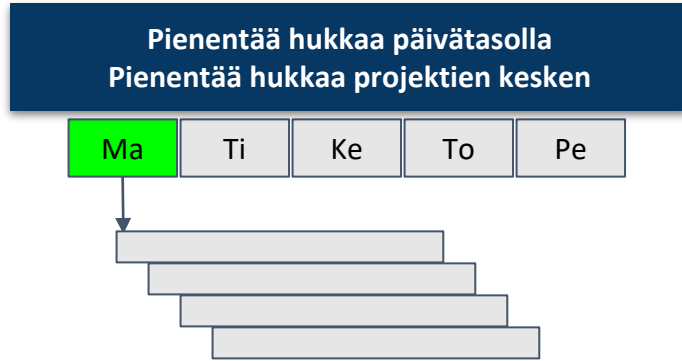 Pienentää hukkaa päivätasolla
Pienentää hukkaa projektien kesken
Ma Ti Ke To Pe